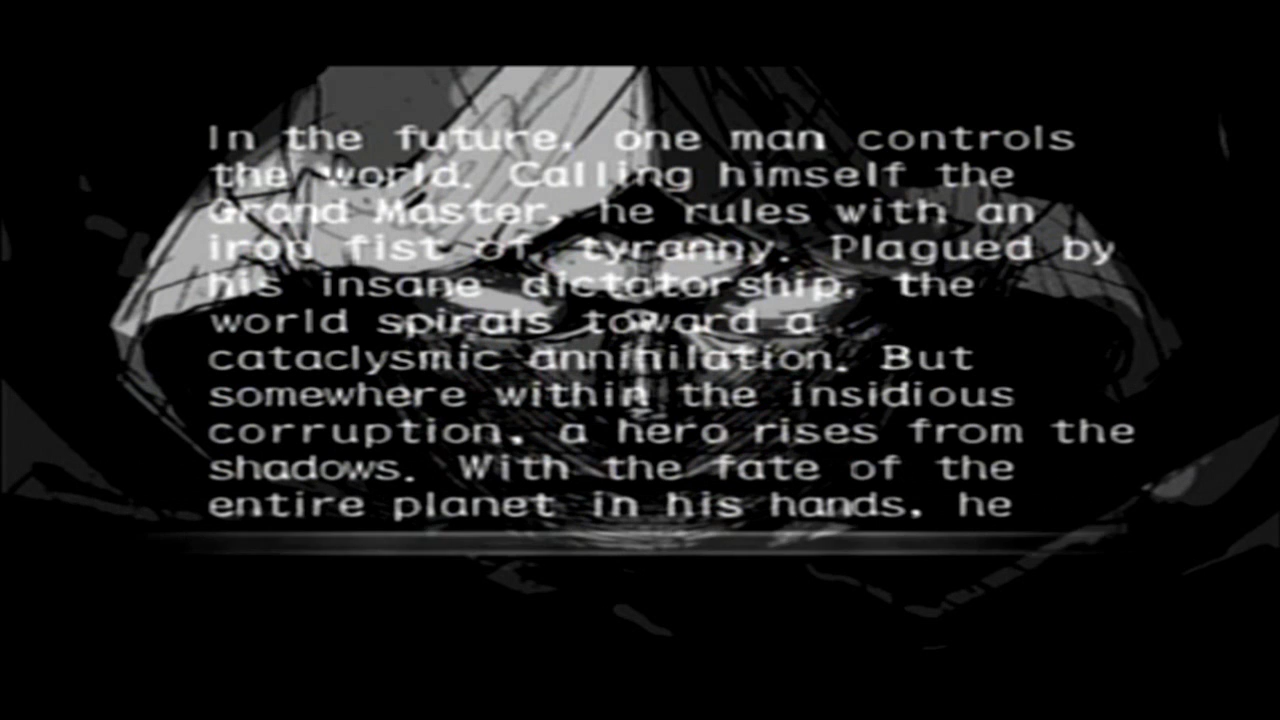 In the future, one man controls
the world. Calling himself the
Grand Master, he rules with an
iron fist of, tyranny. Plagued by
his insane dictatorship, the
world spirals toward a
cataclysmic annihilation. But
somewhere within the insidious
corruption, a hero rises from the
shadows. With the fate of the
entire planet in his hands, he